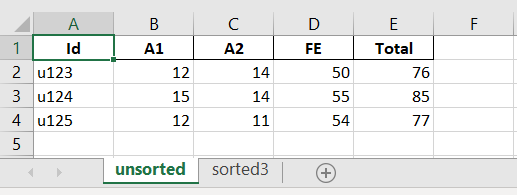 A B C D E F
1 Id A1 A2 FE Total
2 u123 12 14 50 76
3 u124 15 14 55 85
4 u125 12 11 54 77
5
unsorted sorted3